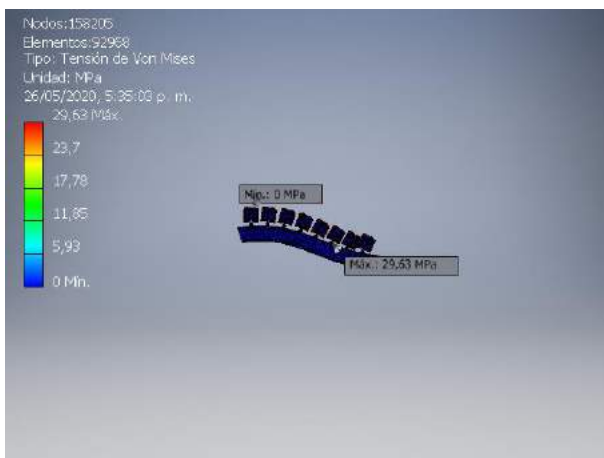 Nodos:158205
Elementos:92968
Tipo: Tensión de Von Mises
Unidad: MPa
26/05/2020, 5:35:03 p. m.
29,63 Máx.
23,7
17,78
11,85
5,93
0 Mín.
Mín.: 0 MPa
Máx.: 29,63 MPa